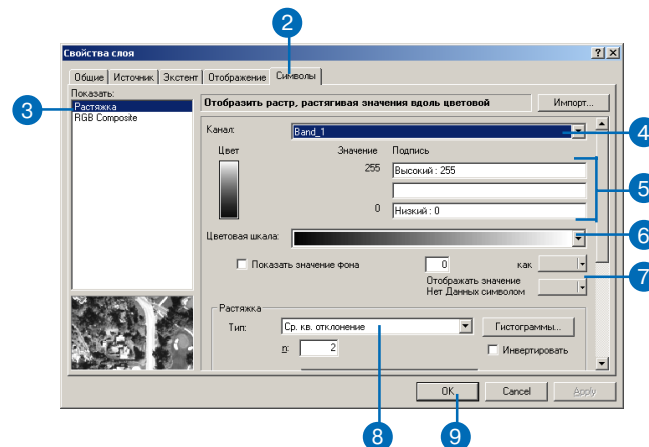 2
Свойства слоя
Общие Источник Экстент Отображение Символы
Показать:
3
Растяжка
RGB Composite
Отобразить растр, растягивая значения вдоль цветовой
Импорт...
Канал:
Band_1
4
Цвет
Значение
Подпись
255
Высокий : 255
5
0
Низкий : 0
Цветовая шкала:
6
Показать значение фона
0
как
7
Отображать значение
Нет Данных символом
Растяжка
Тип:
Ср. кв. отклонение
Гистограммы...
n:
2
Инвертировать
OK
Cancel
Apply
8
9